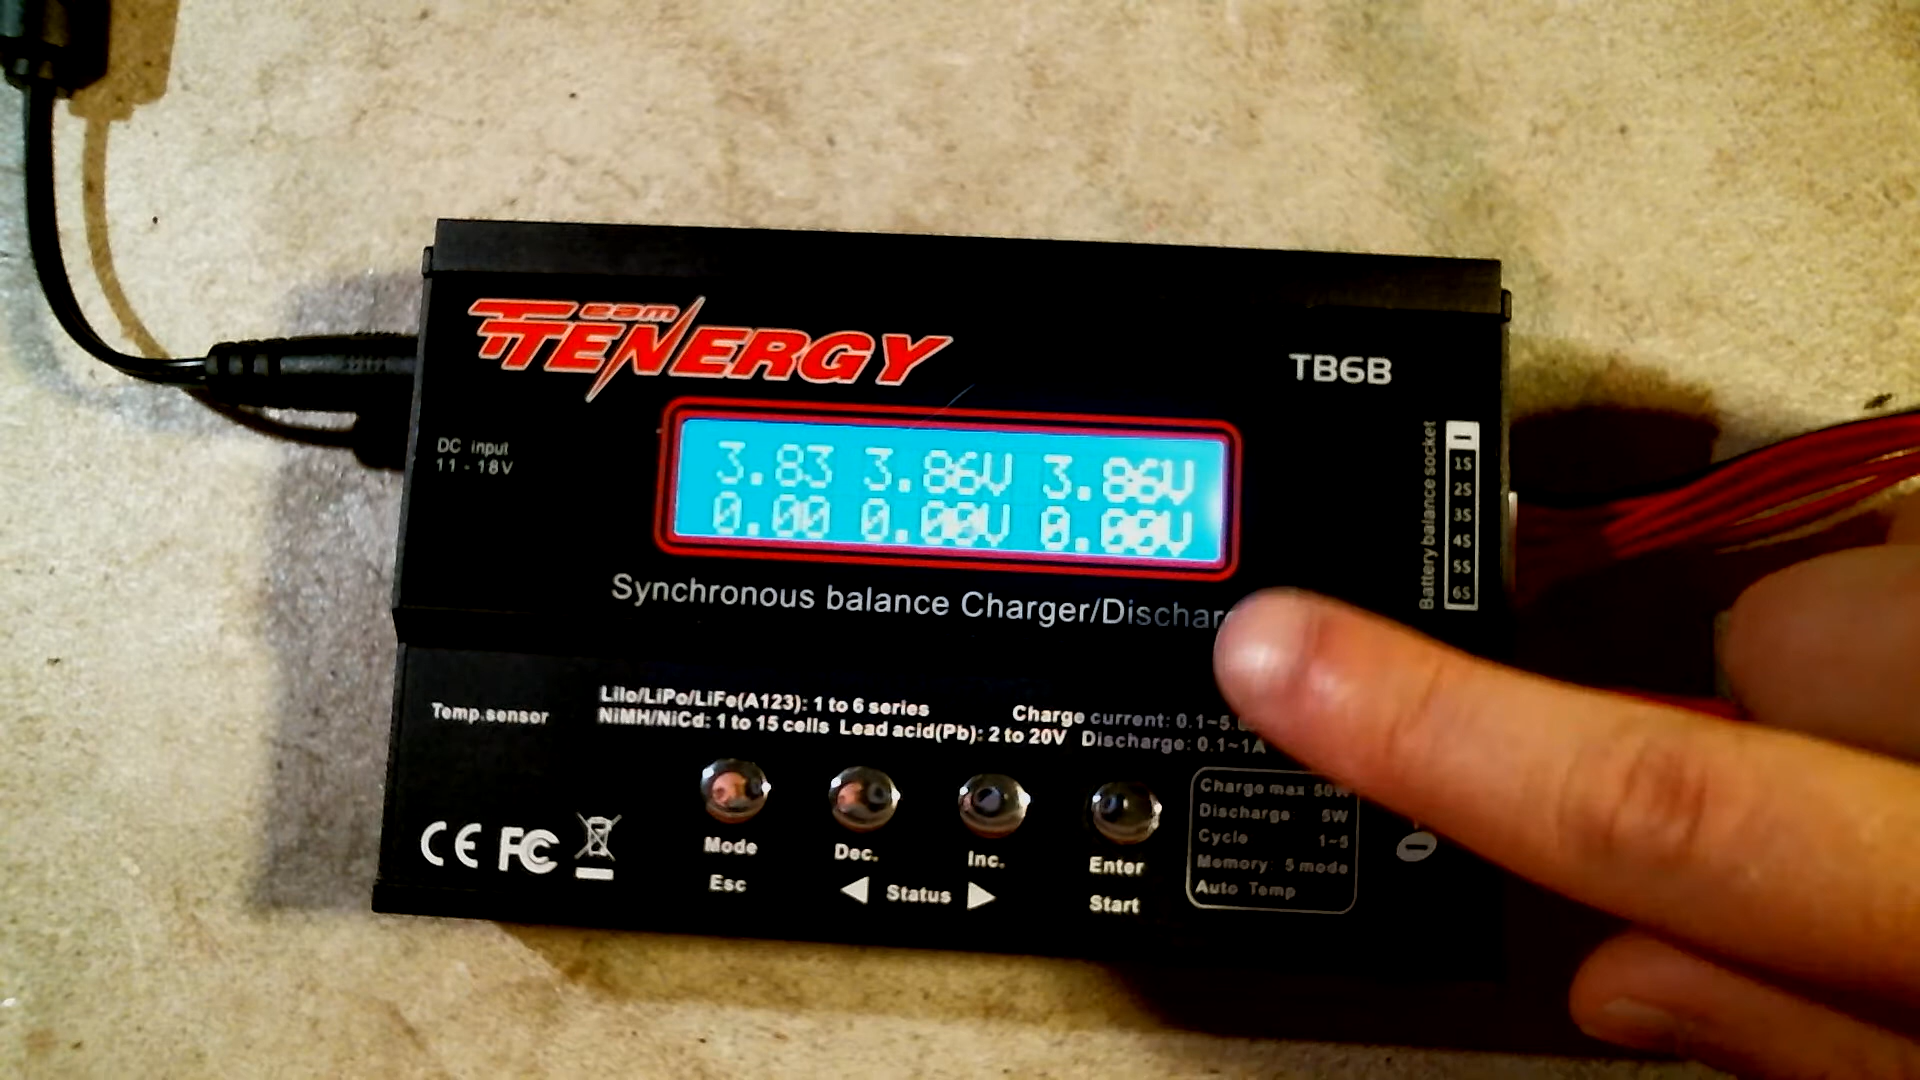 Team TENERGY
TB6B
DC input
11 - 18V
3.83 3.86V 3.86V
0.00 0.00V 0.00V
Battery balance socket
1S
2S
3S
4S
5S
6S
Synchronous balance Charger/Dischar
Temp.sensor
LiIo/LiPo/LiFe(A123): 1 to 6 series
NiMH/NiCd: 1 to 15 cells Lead acid(Pb): 2 to 20V
Charge current: 0.1~5.
Discharge: 0.1~1A
Charge max 50W
Discharge 5W
Cycle 1~5
Memory 5 mode
Auto Temp
CE FC
Mode
Esc
Dec.
Inc.
Status
Enter
Start